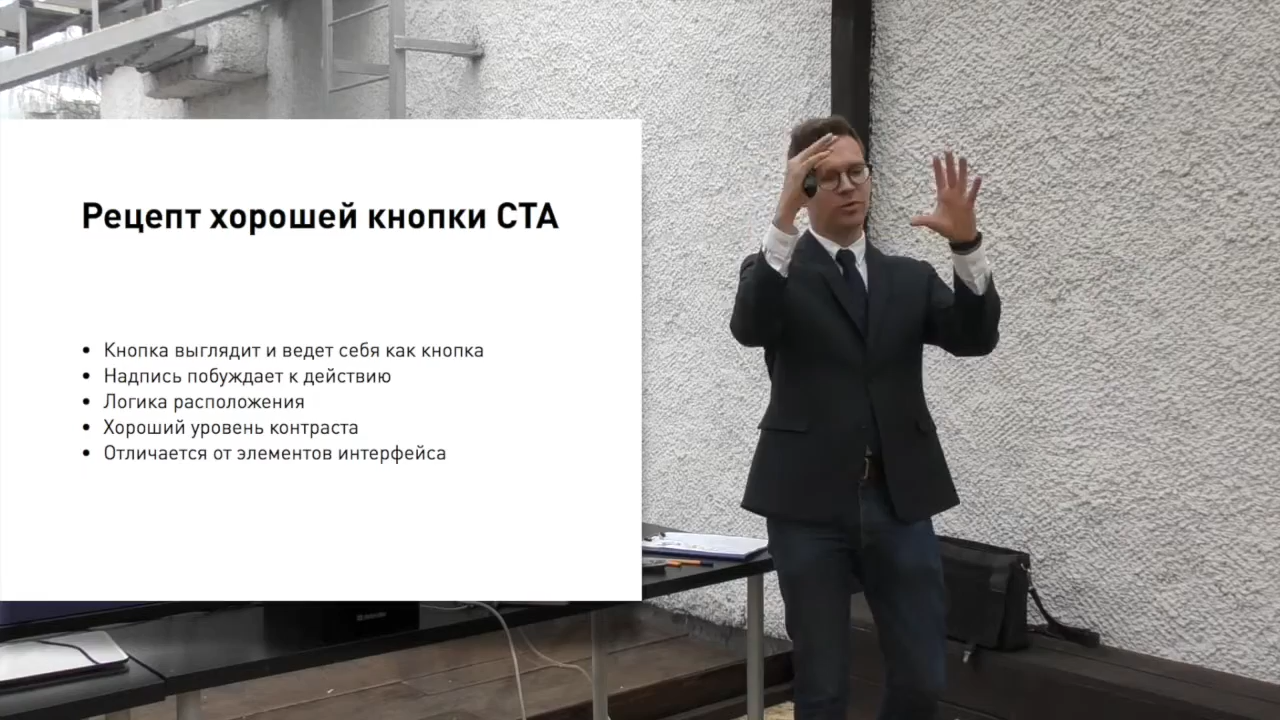 Рецепт хорошей кнопки CTA
• Кнопка выглядит и ведет себя как кнопка
• Надпись побуждает к действию
• Логика расположения
• Хороший уровень контраста
• Отличается от элементов интерфейса